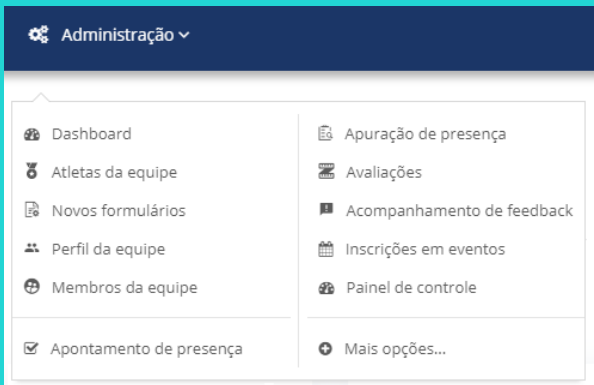 Administração
Dashboard
Atletas da equipe
Novos formulários
Perfil da equipe
Membros da equipe
Apontamento de presença
Apuração de presença
Avaliações
Acompanhamento de feedback
Inscrições em eventos
Painel de controle
Mais opções...